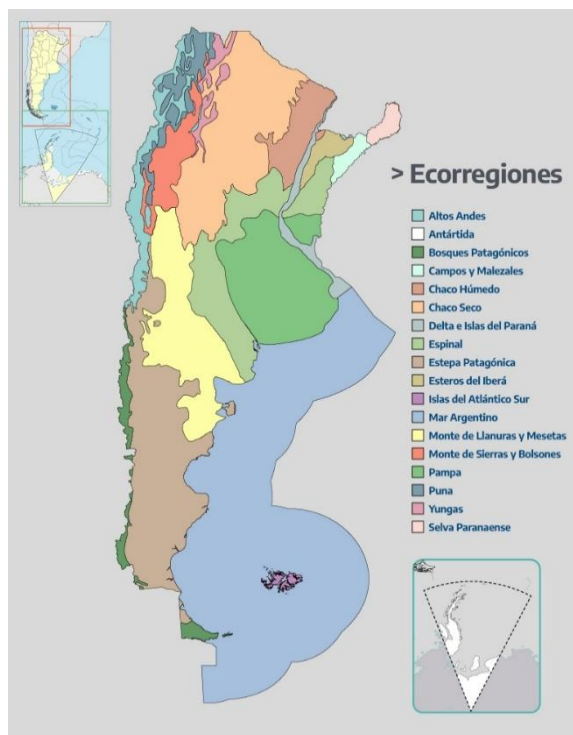 > Ecorregiones
Altos Andes
Antártida
Bosques Patagónicos
Campos y Malezales
Chaco Húmedo
Chaco Seco
Delta e Islas del Paraná
Espinal
Estepa Patagónica
Esteros del Iberá
Islas del Atlántico Sur
Mar Argentino
Monte de Llanuras y Mesetas
Monte de Sierras y Bolsones
Pampa
Puna
Yungas
Selva Paranaense